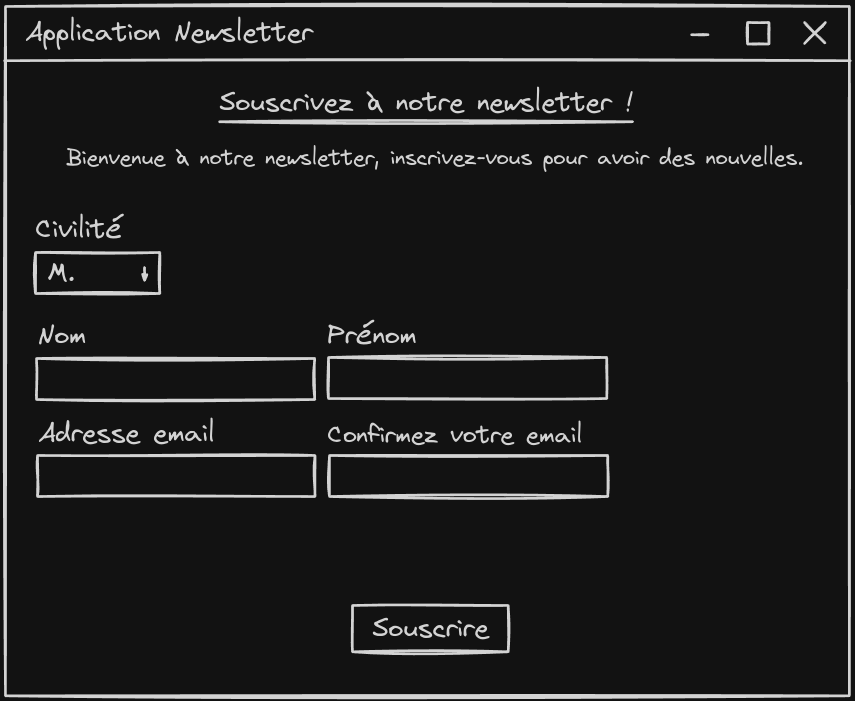 Application Newsletter
Souscrivez à notre newsletter !
Bienvenue à notre newsletter, inscrivez-vous pour avoir des nouvelles.
Civilité
M.
Nom Prénom
Adresse email Confirmez votre email
Souscrire